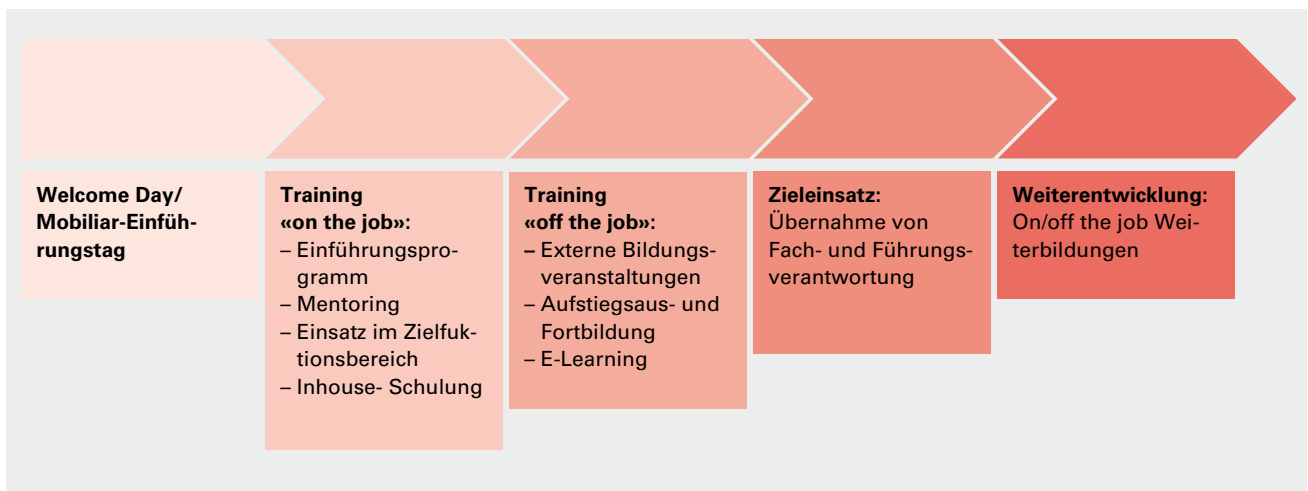 Welcome Day/
Mobiliar-Einfüh-
rungstag
Training
«on the job»:
– Einführungspro-
gramm
– Mentoring
– Einsatz im Zielfuk-
tionsbereich
– Inhouse- Schulung
Training
«off the job»:
– Externe Bildungs-
veranstaltungen
– Aufstiegsaus- und
Fortbildung
– E-Learning
Zieleinsatz:
Übernahme von
Fach- und Führungs-
verantwortung
Weiterentwicklung:
On/off the job Wei-
terbildungen